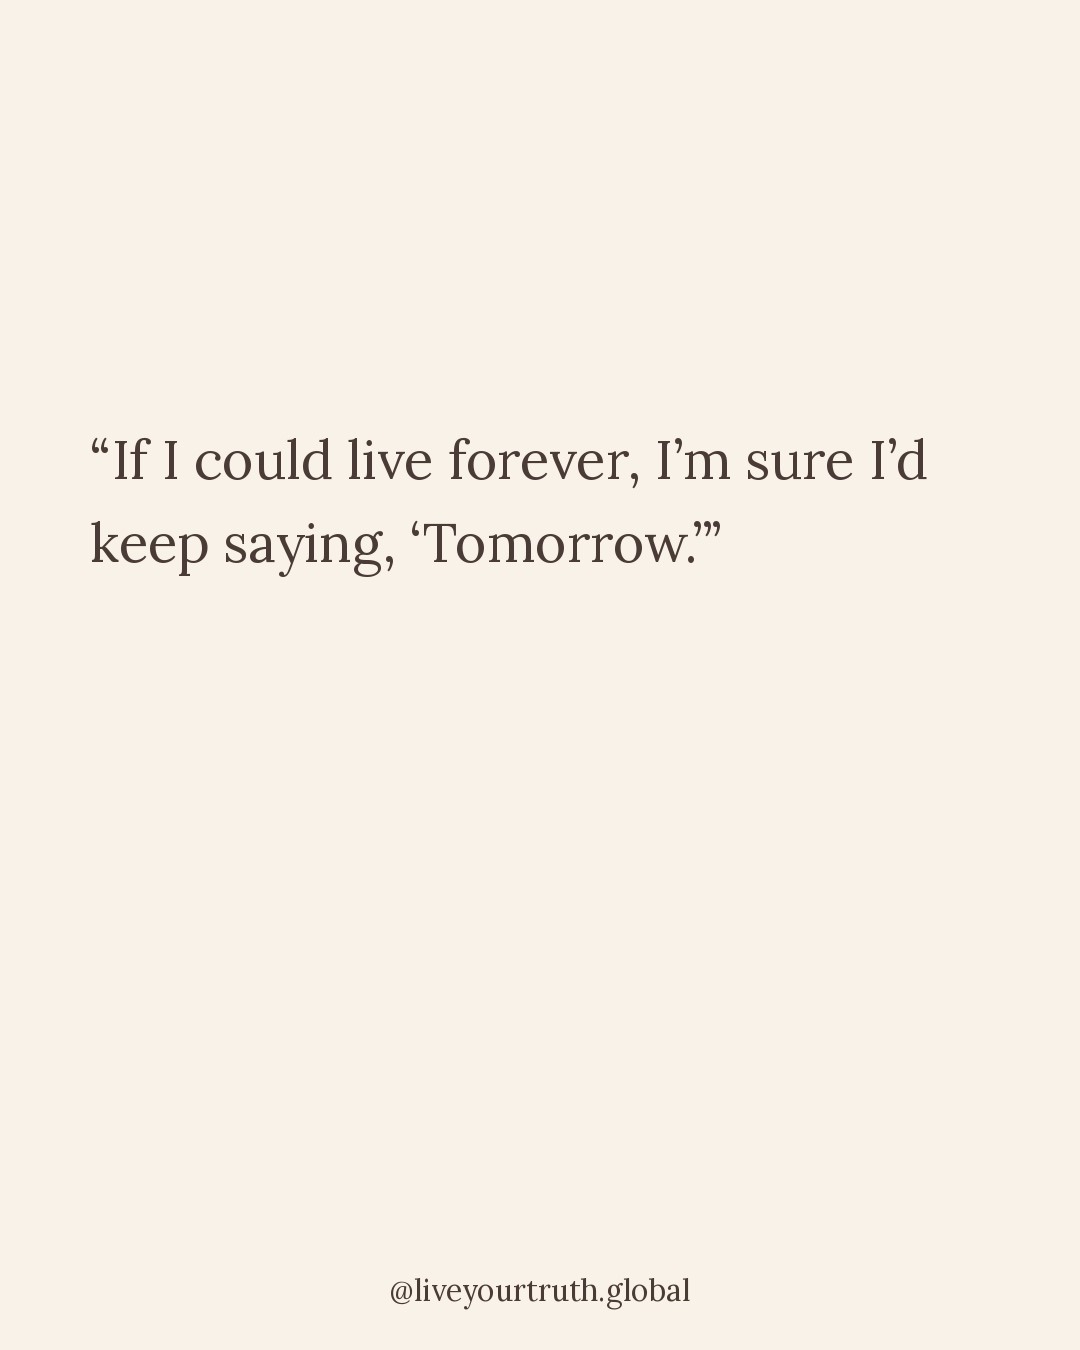 “If I could live forever, I’m sure I’d
keep saying, ‘Tomorrow.’”
@liveyourtruth.global